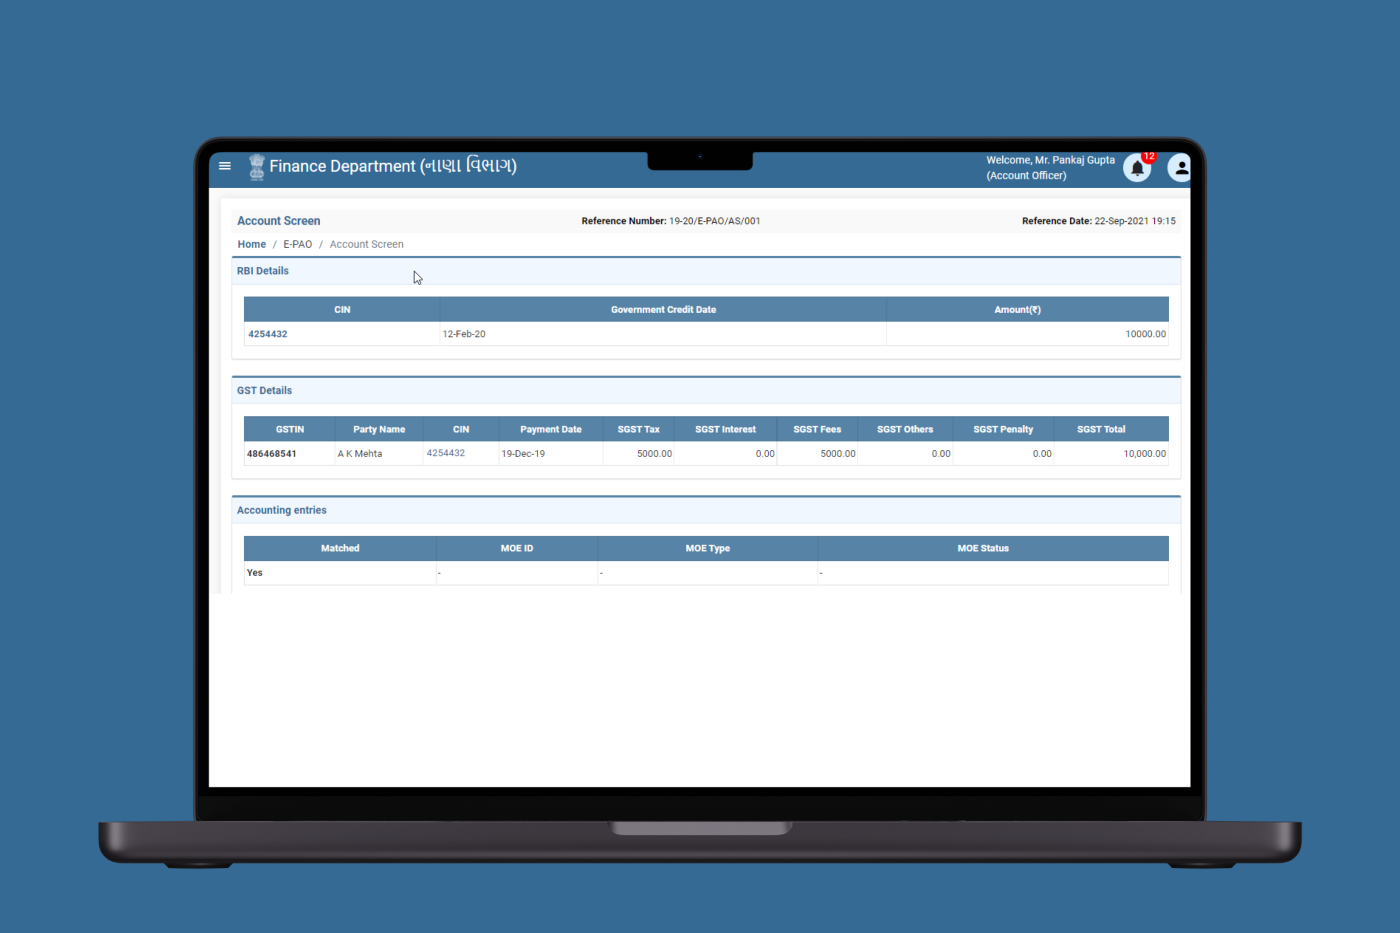 Finance Department (નાણા વિભાગ)
Welcome, Mr. Pankaj Gupta
(Account Officer)
12
Account Screen
Reference Number: 19-20/E-PAO/AS/001
Reference Date: 22-Sep-2021 19:15
Home / E-PAO / Account Screen
RBI Details
CIN Government Credit Date Amount(₹)
4254432 12-Feb-20 10000.00
GST Details
GSTIN Party Name CIN Payment Date SGST Tax SGST Interest SGST Fees SGST Others SGST Penalty SGST Total
486468541 A K Mehta 4254432 19-Dec-19 5000.00 0.00 5000.00 0.00 0.00 10,000.00
Accounting entries
Matched MOE ID MOE Type MOE Status
Yes - - -